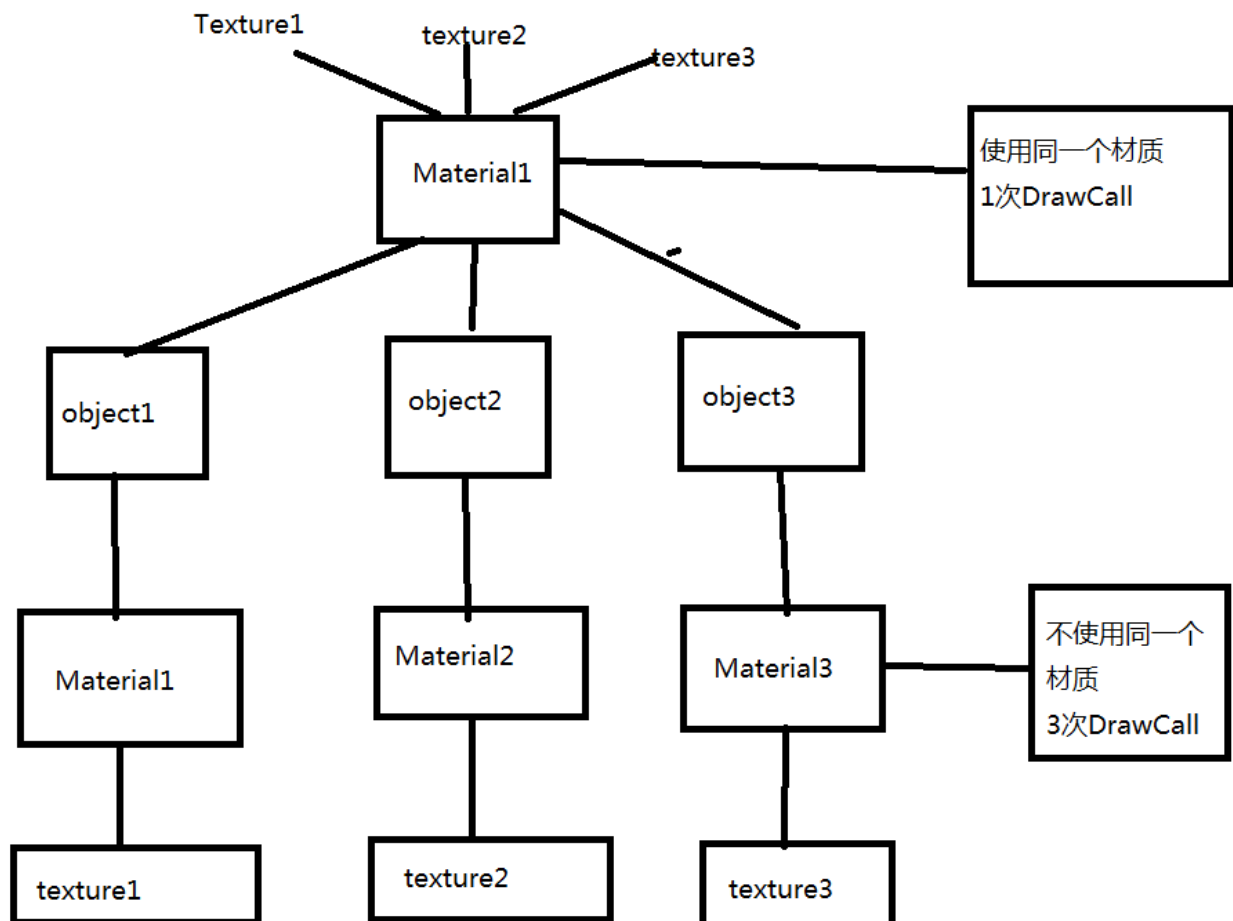 Texture1
texture2
texture3
Material1
使用同一个材质
1次DrawCall
object1
object2
object3
Material1
Material2
Material3
不使用同一个
材质
3次DrawCall
texture1
texture2
texture3